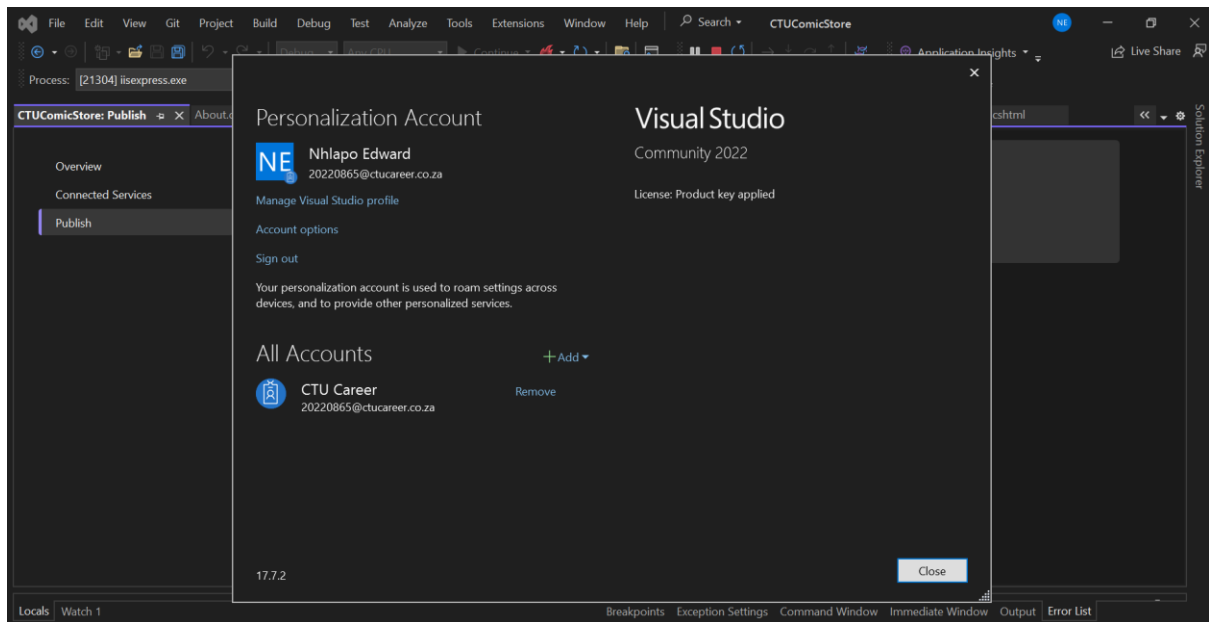 File Edit View Git Project Build Debug Test Analyze Tools Extensions Window Help Search CTUComicStore NE
Debug Any CPU Continue Application Insights Live Share
Process: [21304] iisexpress.exe
CTUComicStore: Publish About.c cshtml
Solution Explorer
Overview
Connected Services
Publish
Personalization Account
NE
Nhlapo Edward
20220865@ctucareer.co.za
Manage Visual Studio profile
Account options
Sign out
Your personalization account is used to roam settings across
devices, and to provide other personalized services.
All Accounts
Add
CTU Career Remove
20220865@ctucareer.co.za
17.7.2
Visual Studio
Community 2022
License: Product key applied
Close
Locals Watch 1 Breakpoints Exception Settings Command Window Immediate Window Output Error List